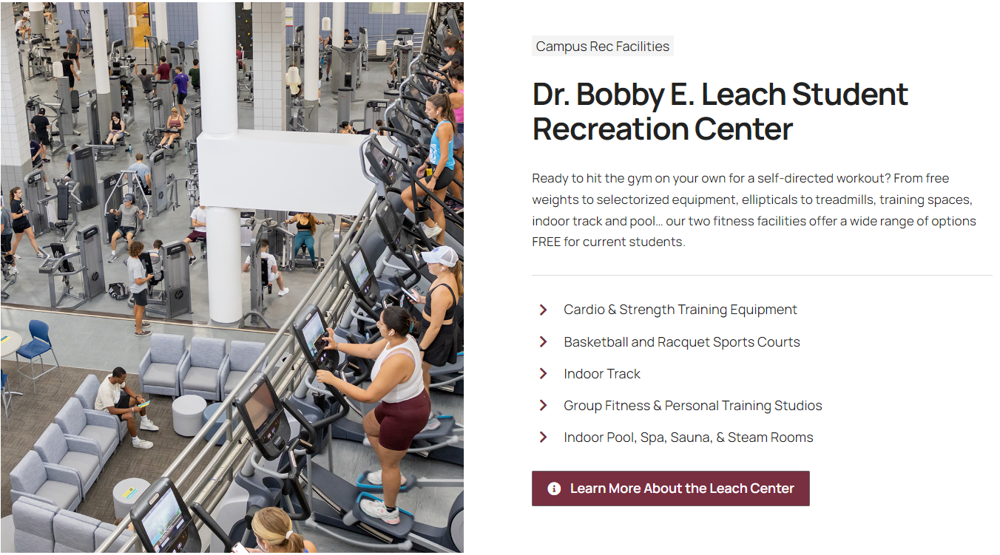 Campus Rec Facilities
Dr. Bobby E. Leach Student
Recreation Center
Ready to hit the gym on your own for a self-directed workout? From free
weights to selectorized equipment, ellipticals to treadmills, training spaces,
indoor track and pool... our two fitness facilities offer a wide range of options
FREE for current students.
Cardio & Strength Training Equipment
Basketball and Racquet Sports Courts
Indoor Track
Group Fitness & Personal Training Studios
Indoor Pool, Spa, Sauna, & Steam Rooms
Learn More About the Leach Center